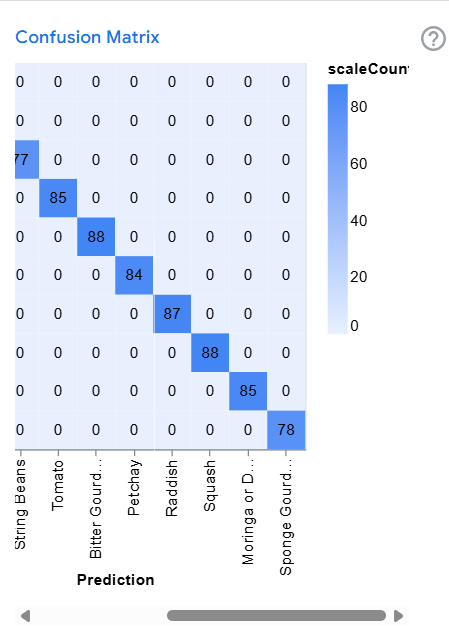 Confusion Matrix
?
scaleCoun
0 0 0 0 0 0 0 0
0 0 0 0 0 0 0 0
77 0 0 0 0 0 0 0
0 85 0 0 0 0 0 0
0 0 88 0 0 0 0 0
0 0 0 84 0 0 0 0
0 0 0 0 87 0 0 0
0 0 0 0 0 88 0 0
0 0 0 0 0 0 85 0
0 0 0 0 0 0 0 78
80
60
40
20
0
String Beans
Tomato
Bitter Gourd...
Petchay
Raddish
Squash
Moringa or D...
Sponge Gourd...
Prediction